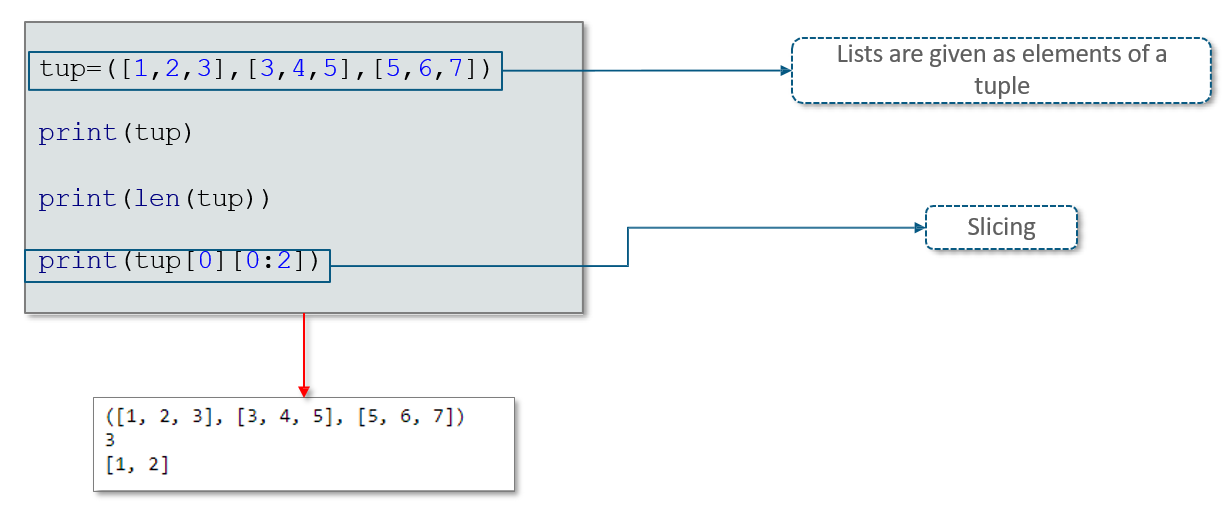 tup=([1,2,3],[3,4,5],[5,6,7])
Lists are given as elements of a
tuple
print(tup)
print(len(tup))
Slicing
print(tup[0][0:2])
([1, 2, 3], [3, 4, 5], [5, 6, 7])
3
[1, 2]